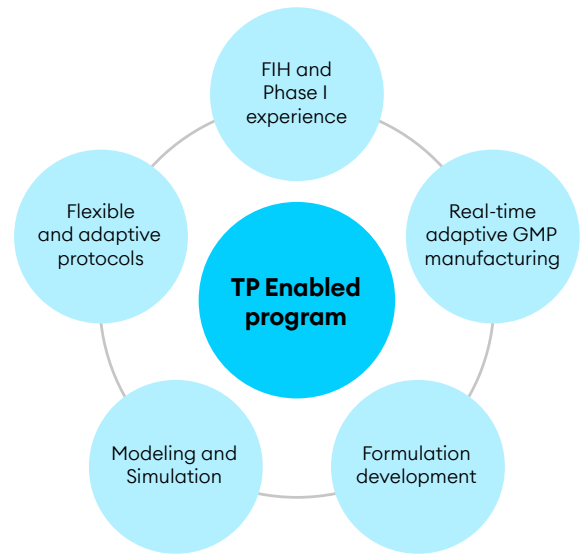 FIH and
Phase I
experience
Flexible
and adaptive
protocols
Real-time
adaptive GMP
manufacturing
TP Enabled
program
Modeling and
Simulation
Formulation
development